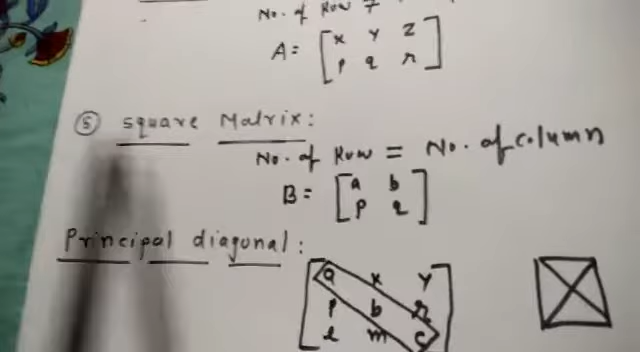 No. of Row ≠
A = [x y z
p q r]
⑤ Square Matrix:
No. of Row = No. of column
B = [a b
p q]
Principal diagonal:
[a x y
p b r
l m c]